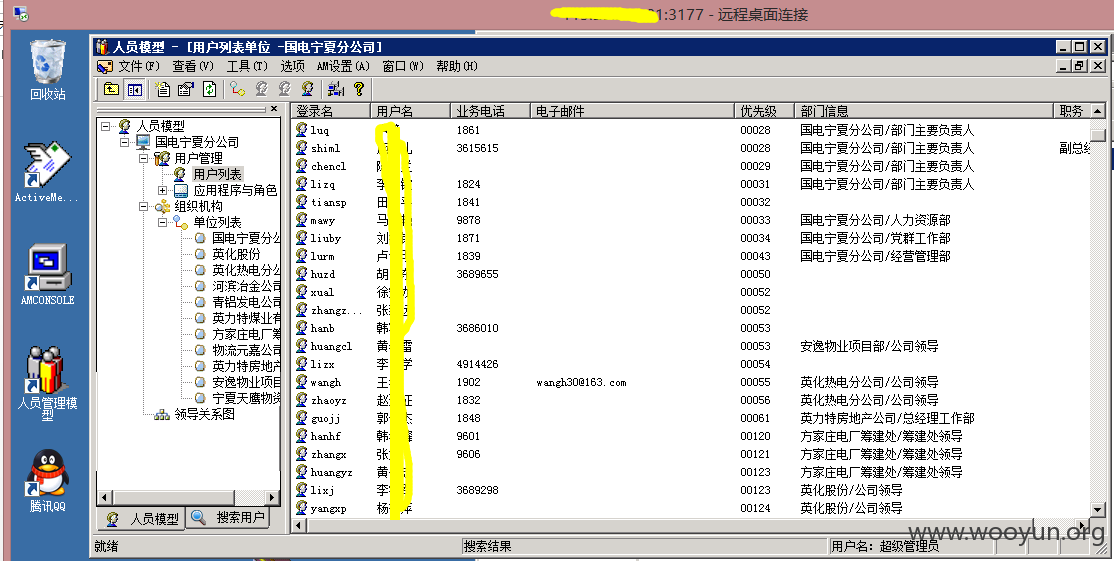 1:3177 - 远程桌面连接
人员模型 - [用户列表单位 -国电宁夏分公司]
文件(F) 查看(V) 工具(T) 选项 AM设置(A) 窗口(W) 帮助(H)
回收站
ActiveMe...
AMCONSOLE
人员管理模型
腾讯QQ
人员模型
国电宁夏分公司
用户管理
用户列表
应用程序与角色
组织机构
单位列表
国电宁夏分公
英化股份
英化热电分公
河滨冶金公司
青铝发电公司
英力特煤业有
方家庄电厂筹
物流元嘉公司
英力特房地产
安逸物业项目
宁夏天鹰物资
领导关系图
人员模型 搜索用户
登录名 用户名 业务电话 电子邮件 优先级 部门信息 职务
luq 1861 00028 国电宁夏分公司/部门主要负责人
shiml 3615615 00028 国电宁夏分公司/部门主要负责人 副总经
chencl 00029 国电宁夏分公司/部门主要负责人
lizq 李 1824 00031 国电宁夏分公司/部门主要负责人
tiansp 田 1841 00032
mawy 马 9878 00033 国电宁夏分公司/人力资源部
liuby 刘 1871 00034 国电宁夏分公司/党群工作部
lurm 卢 1839 00043 国电宁夏分公司/经营管理部
huzd 胡 3689655 00050
xual 徐 00052
zhangz... 张 00052
hanb 韩 3686010 00053
huangcl 黄 雷 00053 安逸物业项目部/公司领导
lizx 李 学 4914426 00054
wangh 王 1902 wangh30@163.com 00055 英化热电分公司/公司领导
zhaoyz 赵 征 1832 00056 英化热电分公司/公司领导
guojj 郭 杰 1848 00061 英力特房地产公司/总经理工作部
hanhf 韩 9601 00120 方家庄电厂筹建处/筹建处领导
zhangx 张 9606 00121 方家庄电厂筹建处/筹建处领导
huangyz 黄 00123 方家庄电厂筹建处/筹建处领导
lixj 李 3689298 00123 英化股份/公司领导
yangxp 杨 萍 00124 英化股份/公司领导
www.wooyun.org
就绪 搜索结果 用户名: 超级管理员